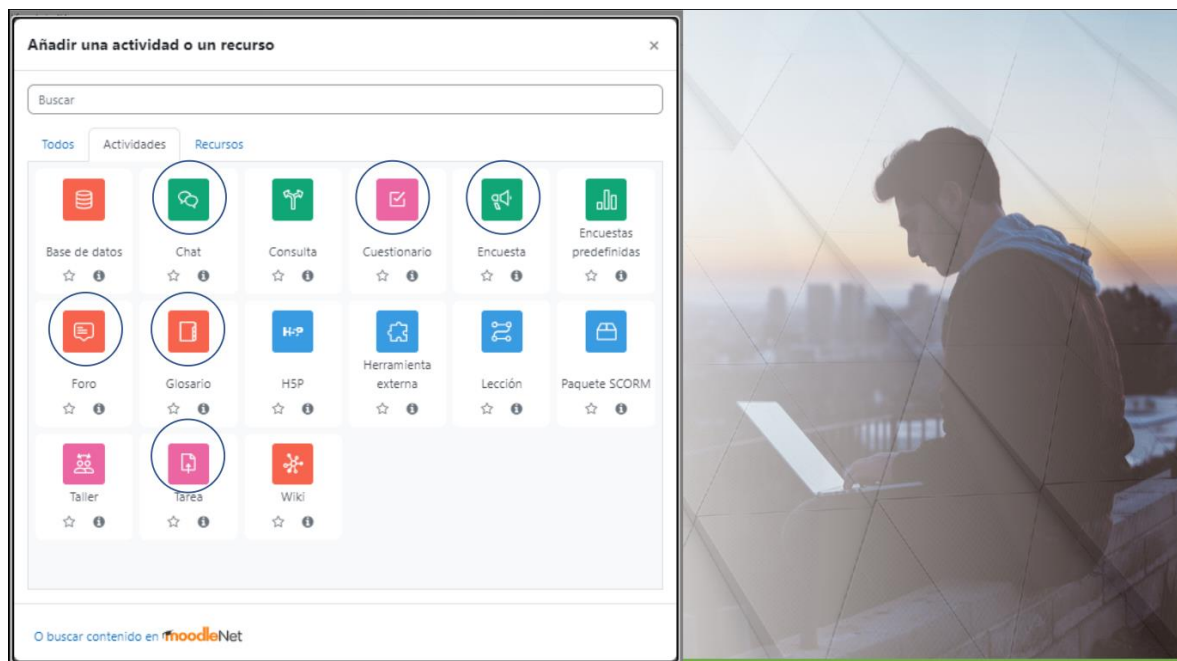 Añadir una actividad o un recurso ×
Buscar
Todos Actividades Recursos
Base de datos Chat Consulta Cuestionario Encuesta Encuestas predefinidas
Foro Glosario H5P Herramienta externa Lección Paquete SCORM
Taller Tarea Wiki
O buscar contenido en moodleNet